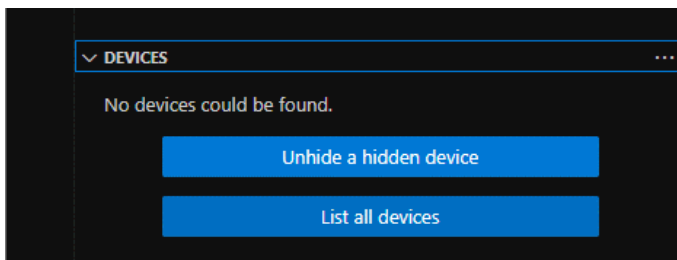 DEVICES
No devices could be found.
Unhide a hidden device
List all devices